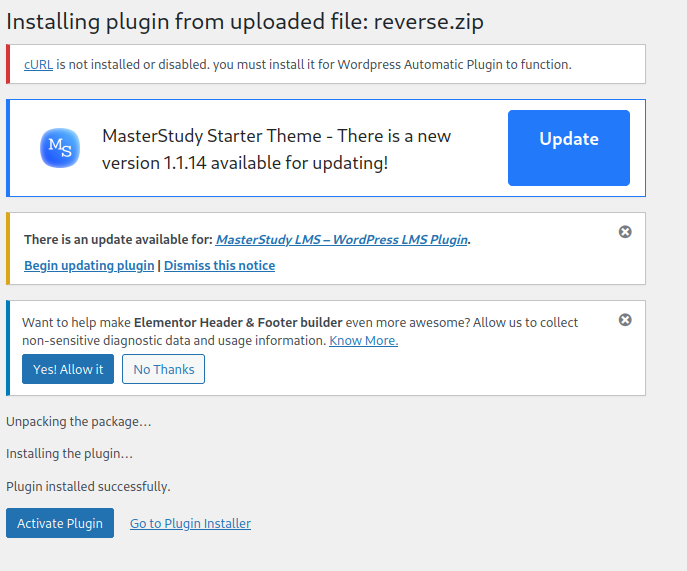 Installing plugin from uploaded file: reverse.zip
cURL is not installed or disabled. you must install it for Wordpress Automatic Plugin to function.
MS
MasterStudy Starter Theme - There is a new
version 1.1.14 available for updating!
Update
There is an update available for: MasterStudy LMS – WordPress LMS Plugin.
Begin updating plugin | Dismiss this notice
Want to help make Elementor Header & Footer builder even more awesome? Allow us to collect
non-sensitive diagnostic data and usage information. Know More.
Yes! Allow it No Thanks
Unpacking the package…
Installing the plugin…
Plugin installed successfully.
Activate Plugin Go to Plugin Installer